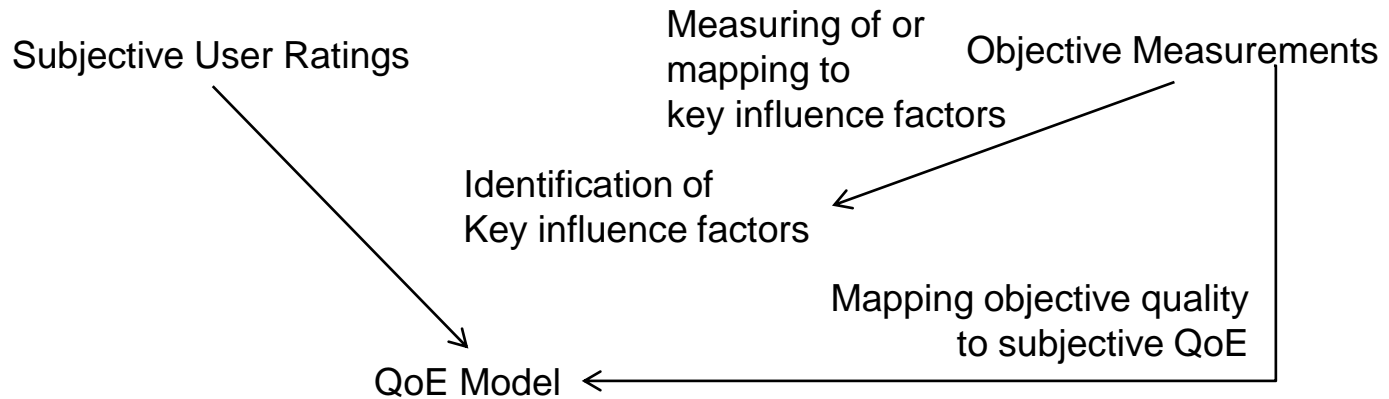 Subjective User Ratings
Measuring of or
mapping to
key influence factors
Objective Measurements
Identification of
Key influence factors
Mapping objective quality
to subjective QoE
QoE Model